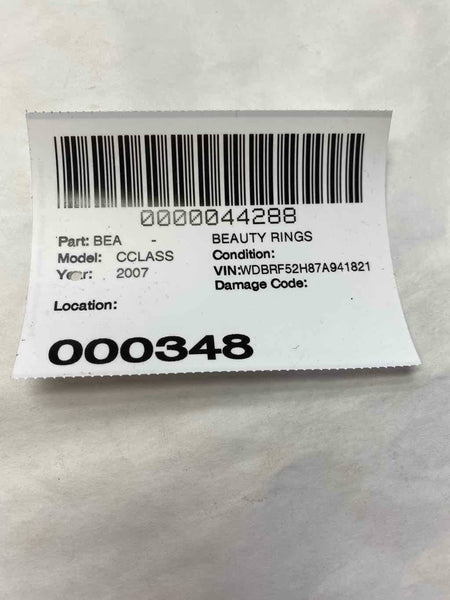 0000044288
Part: BEA - BEAUTY RINGS
Model: CCLASS Condition:
Year: 2007 VIN:WDBRF52H87A941821
Damage Code:
Location:
000348